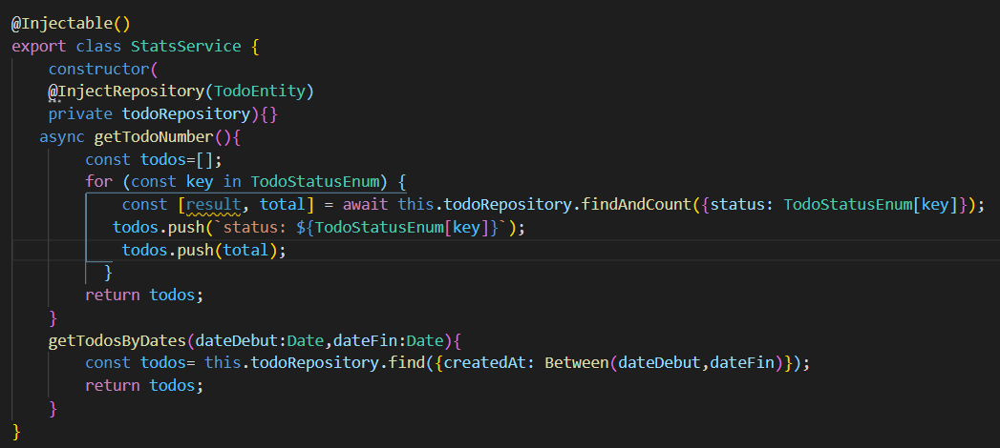 @Injectable()
export class StatsService {
    constructor(
    @InjectRepository(TodoEntity)
    private todoRepository){}
   async getTodoNumber(){
        const todos=[];
        for (const key in TodoStatusEnum) {
            const [result, total] = await this.todoRepository.findAndCount({status: TodoStatusEnum[key]});
           todos.push(`status: ${TodoStatusEnum[key]}`);
            todos.push(total);
          }
        return todos;
    }
    getTodosByDates(dateDebut:Date,dateFin:Date){
        const todos= this.todoRepository.find({createdAt: Between(dateDebut,dateFin)});
        return todos;
    }
}